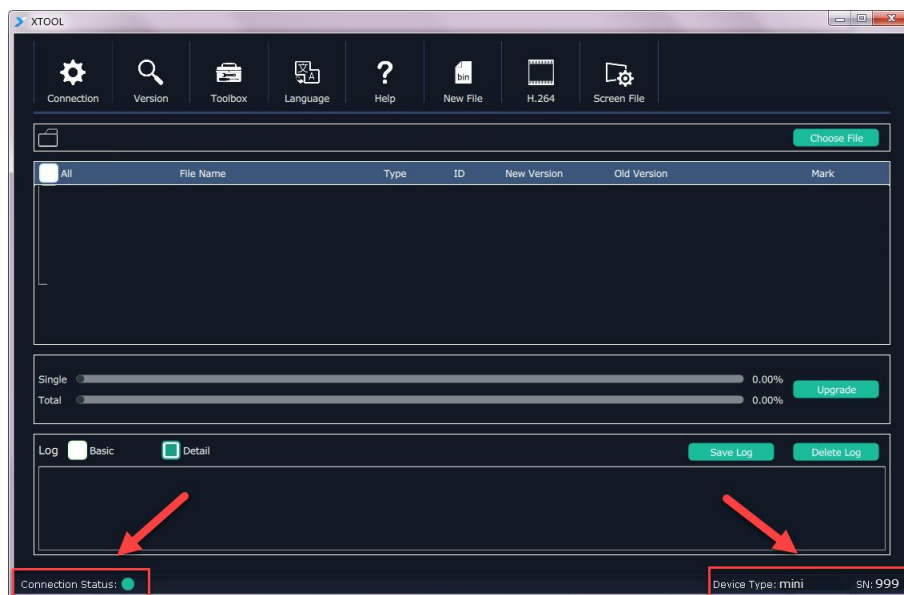 XTOOL
Connection Version Toolbox Language Help New File H.264 Screen File
bin
Choose File
All File Name Type ID New Version Old Version Mark
Single 0.00%
Upgrade
Total 0.00%
Log Basic Detail Save Log Delete Log
Connection Status: Device Type: mini SN: 999